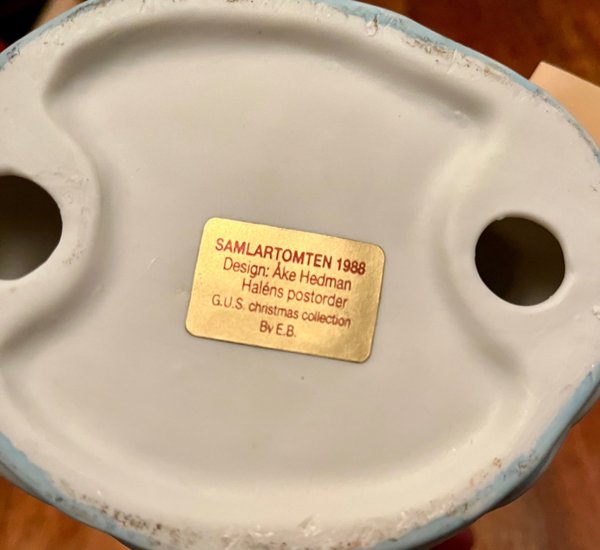 SAMLARTOMTEN 1988
Design: Åke Hedman
Haléns postorder
G.U.S. christmas collection
By E.B.